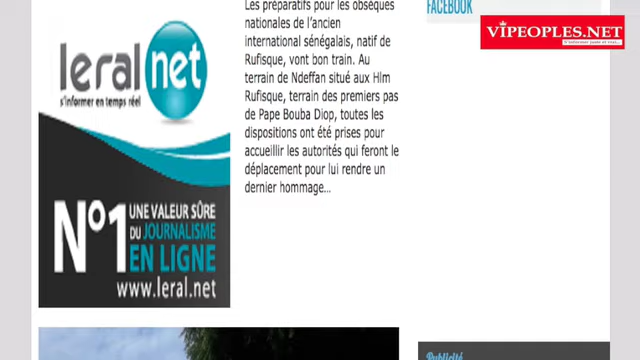 leral net
s'informer en temps réel
N°1 UNE VALEUR SÛRE
DU JOURNALISME
EN LIGNE
www.leral.net
Les préparatifs pour les obsèques
nationales de l'ancien
international sénégalais, natif de
Rufisque, vont bon train. Au
terrain de Ndeffan situé aux Hlm
Rufisque, terrain des premiers pas
de Pape Bouba Diop, toutes les
dispositions ont été prises pour
accueillir les autorités qui feront le
déplacement pour lui rendre un
dernier hommage...
FACEBOOK
VIPEOPLES.NET
Publicité